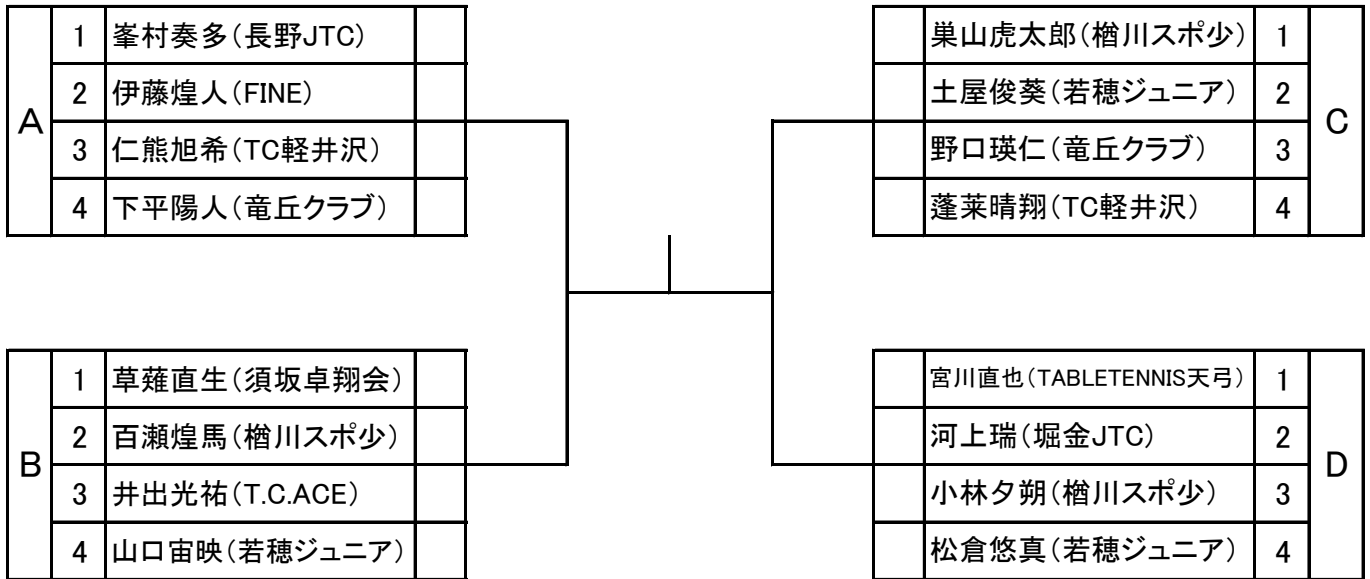 A
1 峯村奏多(長野JTC)
2 伊藤煌人(FINE)
3 仁熊旭希(TC軽井沢)
4 下平陽人(竜丘クラブ)
B
1 草薙直生(須坂卓翔会)
2 百瀬煌馬(楢川スポ少)
3 井出光祐(T.C.ACE)
4 山口宙映(若穂ジュニア)
巣山虎太郎(楢川スポ少) 1
土屋俊葵(若穂ジュニア) 2
野口瑛仁(竜丘クラブ) 3
蓬莱晴翔(TC軽井沢) 4
C
宮川直也(TABLETENNIS天弓) 1
河上瑞(堀金JTC) 2
小林夕朔(楢川スポ少) 3
松倉悠真(若穂ジュニア) 4
D